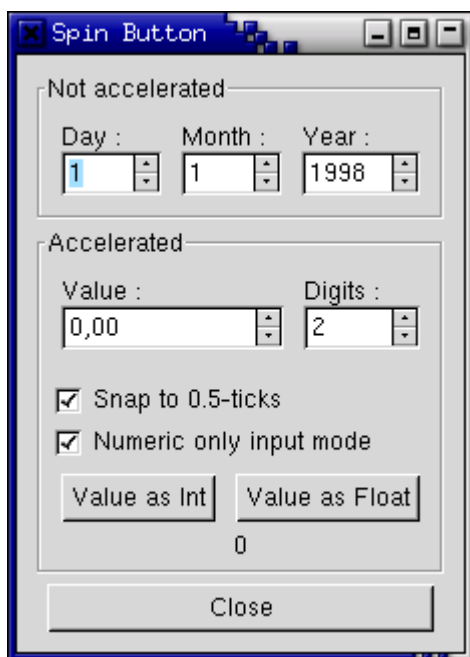 Spin Button
Not accelerated
Day : Month : Year :
1 1 1998
Accelerated
Value : Digits :
0,00 2
Snap to 0.5-ticks
Numeric only input mode
Value as Int Value as Float
0
Close